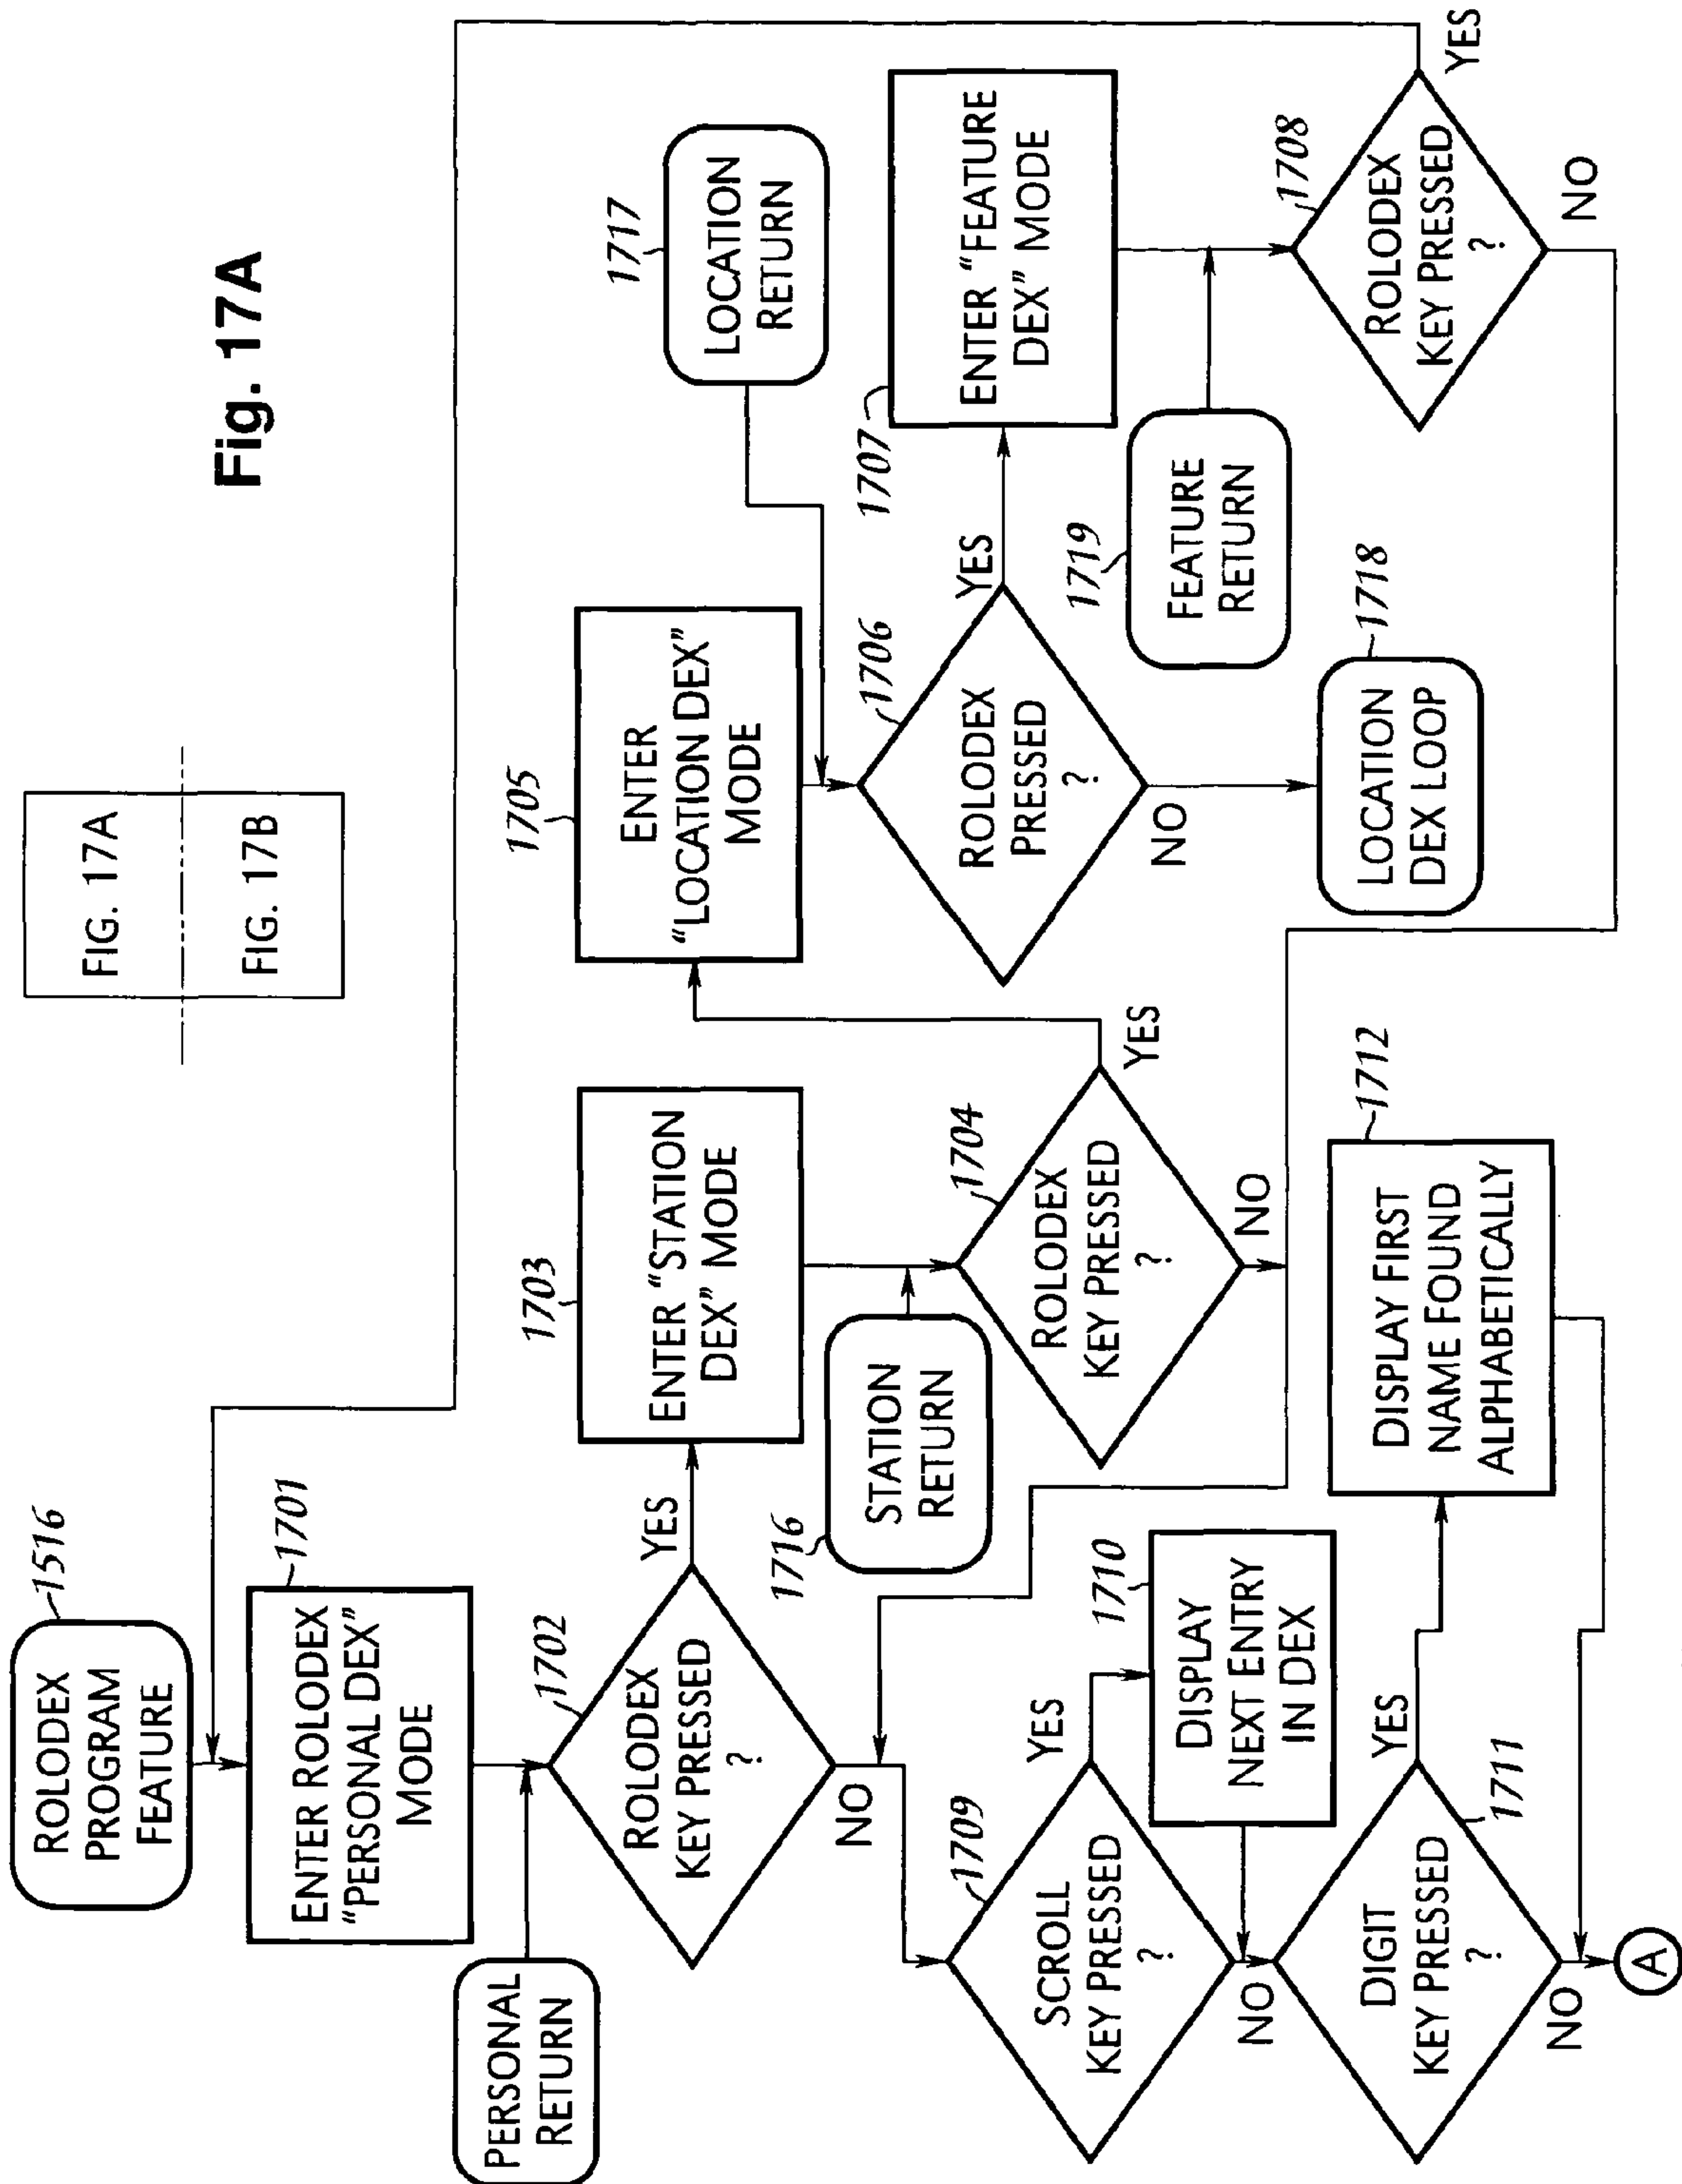 Fig. 17A
FIG. 17A
FIG. 17B
1516
ROLODEX
PROGRAM
FEATURE
1701
ENTER ROLODEX
“PERSONAL DEX”
MODE
PERSONAL
RETURN
1702
ROLODEX
KEY PRESSED
?
YES
NO
1703
ENTER “STATION
DEX” MODE
1716
STATION
RETURN
1704
ROLODEX
KEY PRESSED
?
YES
NO
1705
ENTER
“LOCATION DEX”
MODE
1717
LOCATION
RETURN
1706
ROLODEX
PRESSED
?
YES
NO
1707
ENTER “FEATURE
DEX” MODE
1719
FEATURE
RETURN
1718
LOCATION
DEX LOOP
1708
ROLODEX
KEY PRESSED
?
YES
NO
1709
SCROLL
KEY PRESSED
?
YES
NO
1710
DISPLAY
NEXT ENTRY
IN DEX
1711
DIGIT
KEY PRESSED
?
YES
NO
1712
DISPLAY FIRST
NAME FOUND
ALPHABETICALLY
A